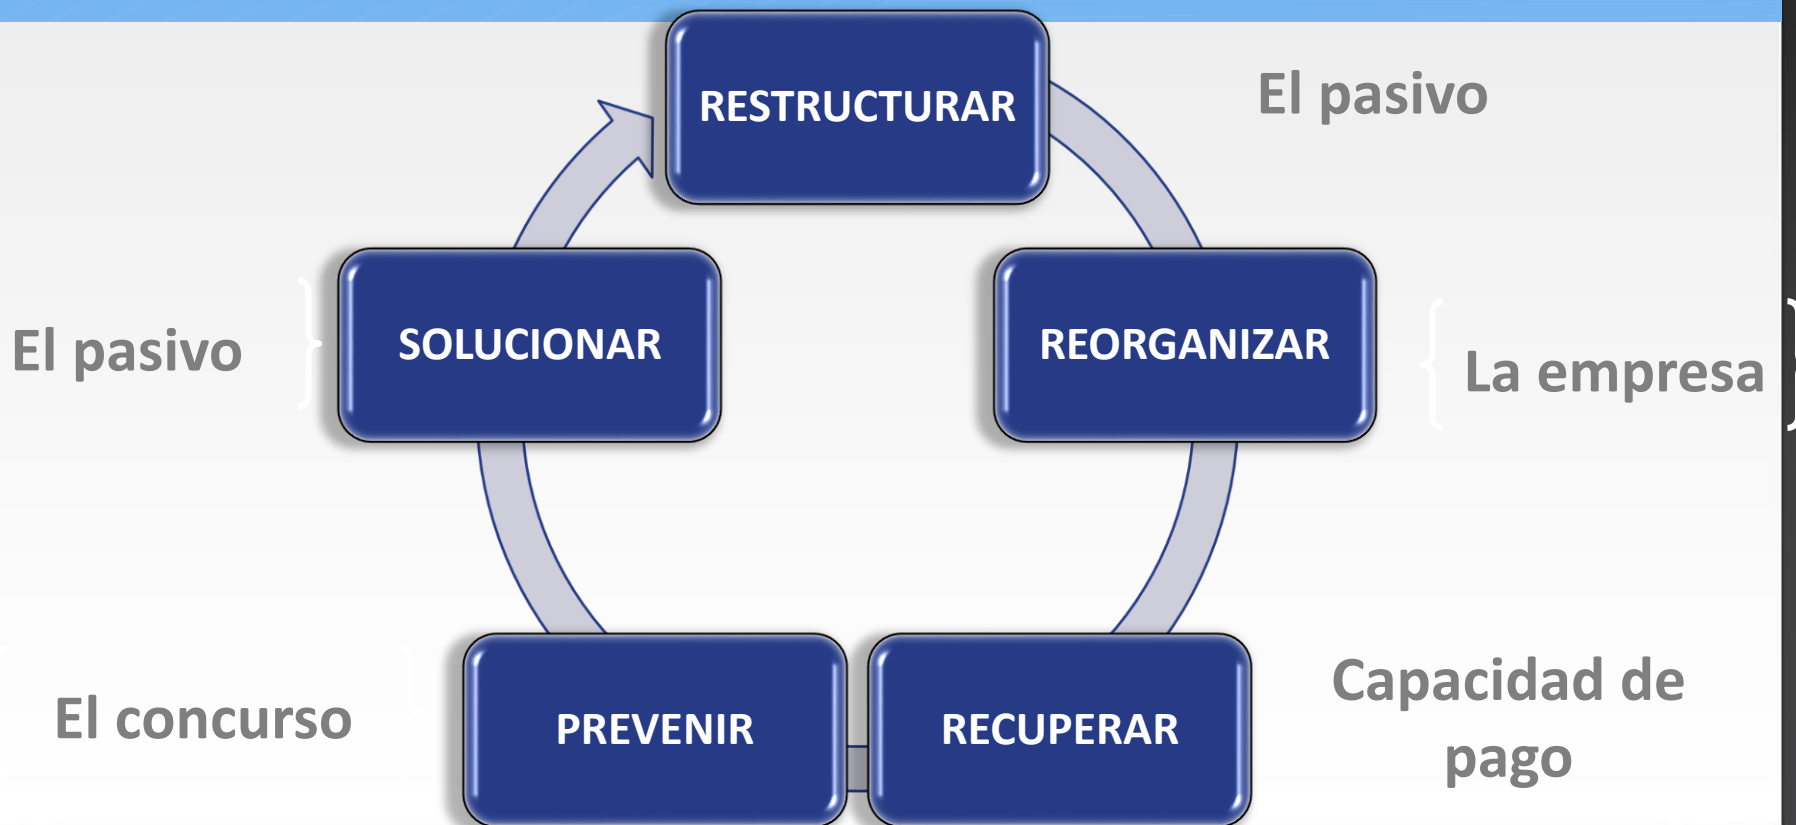 RESTRUCTURAR
El pasivo
SOLUCIONAR
El pasivo
REORGANIZAR
La empresa
PREVENIR
El concurso
RECUPERAR
Capacidad de
pago